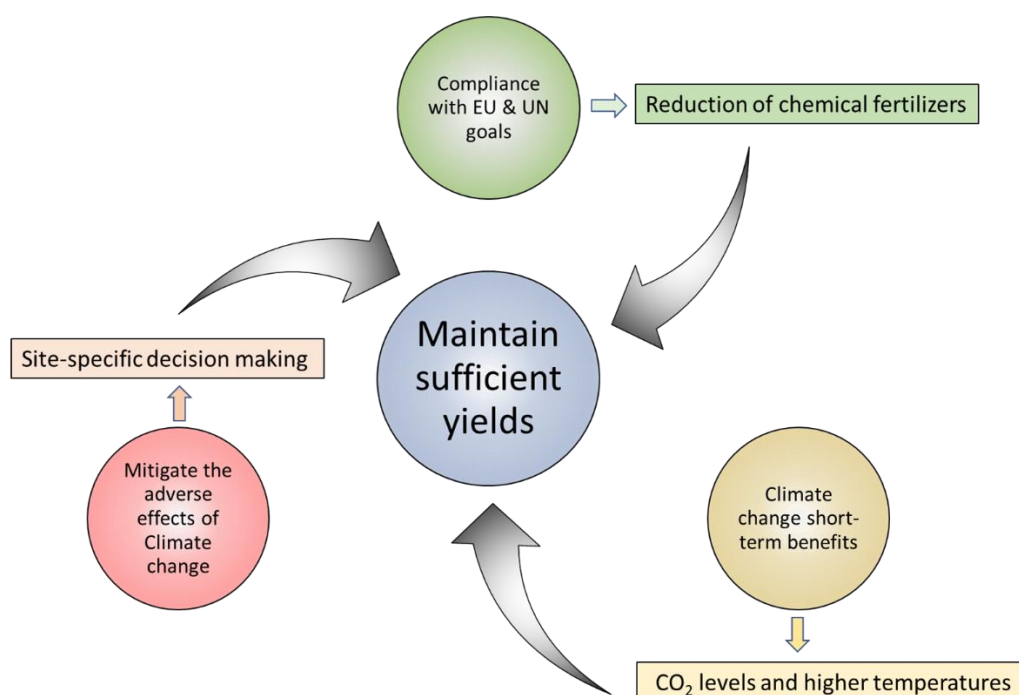 Compliance
with EU & UN
goals
Reduction of chemical fertilizers
Maintain
sufficient
yields
Site-specific decision making
Mitigate the
adverse
effects of
Climate
change
Climate
change short-
term benefits
CO₂ levels and higher temperatures